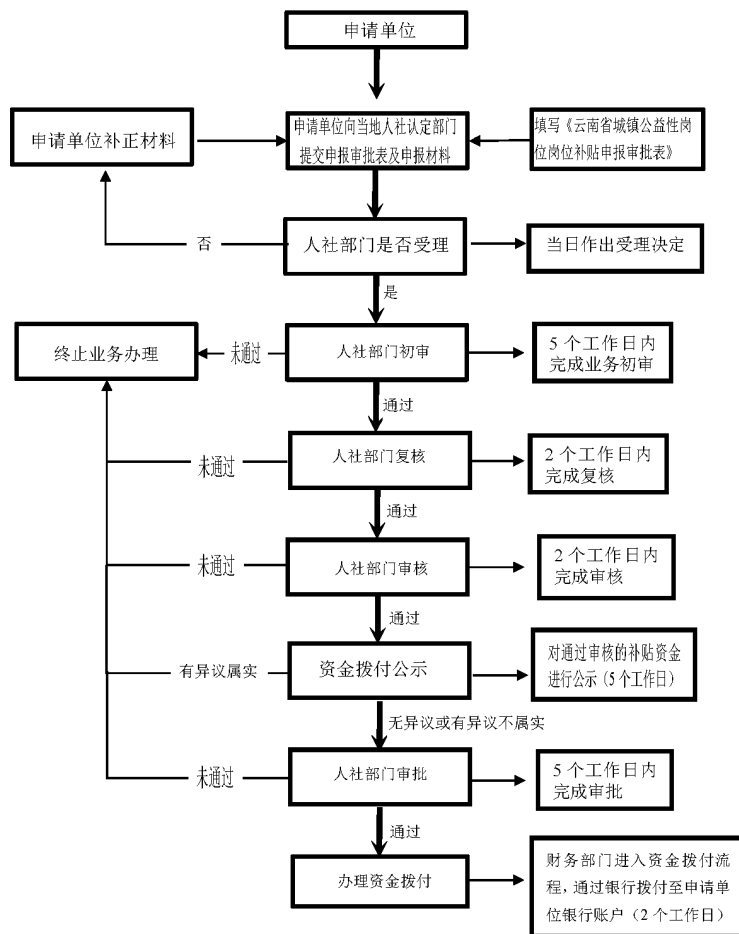 申请单位
申请单位补正材料
申请单位向当地人社认定部门
提交申报审批表及申报材料
填写《云南省城镇公益性岗
位岗位补贴申报审批表》
否
人社部门是否受理
当日作出受理决定
是
终止业务办理
未通过
人社部门初审
5个工作日内
完成业务初审
通过
未通过
人社部门复核
2个工作日内
完成复核
通过
未通过
人社部门审核
2个工作日内
完成审核
通过
有异议属实
资金拨付公示
对通过审核的补贴资金
进行公示（5个工作日）
无异议或有异议不属实
未通过
人社部门审批
5个工作日内
完成审批
通过
办理资金拨付
财务部门进入资金拨付流
程，通过银行拨付至申请单
位银行账户（2个工作日）